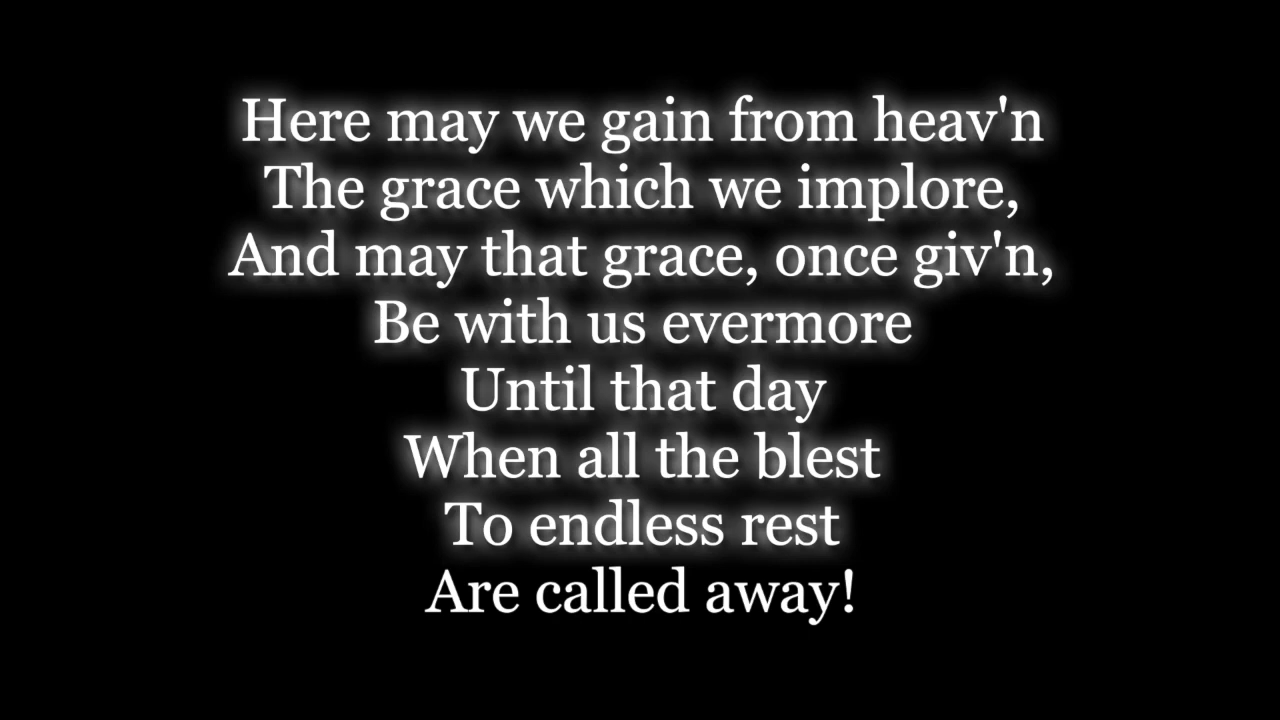 Here may we gain from heav'n
The grace which we implore,
And may that grace, once giv'n,
Be with us evermore
Until that day
When all the blest
To endless rest
Are called away!